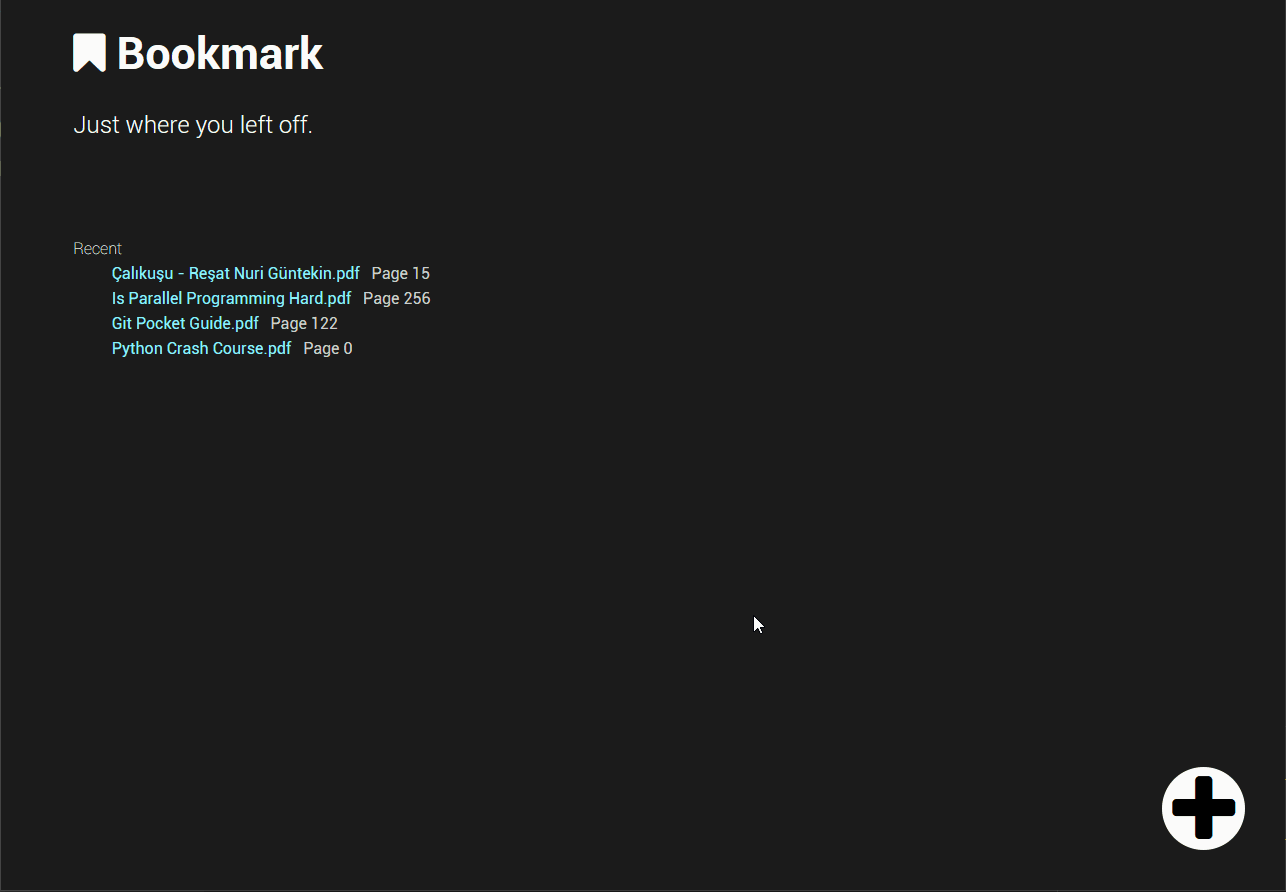 Bookmark
Just where you left off.
Recent
Çalıkuşu - Reşat Nuri Güntekin.pdf Page 15
Is Parallel Programming Hard.pdf Page 256
Git Pocket Guide.pdf Page 122
Python Crash Course.pdf Page 0